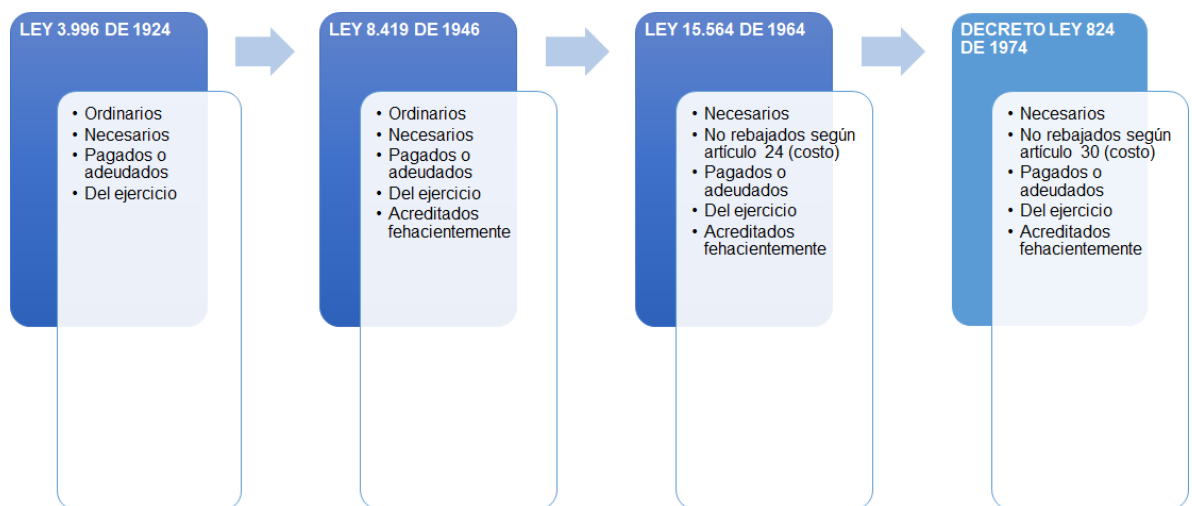 LEY 3.996 DE 1924
• Ordinarios
• Necesarios
• Pagados o
adeudados
• Del ejercicio
LEY 8.419 DE 1946
• Ordinarios
• Necesarios
• Pagados o
adeudados
• Del ejercicio
• Acreditados
fehacientemente
LEY 15.564 DE 1964
• Necesarios
• No rebajados según
artículo 24 (costo)
• Pagados o
adeudados
• Del ejercicio
• Acreditados
fehacientemente
DECRETO LEY 824
DE 1974
• Necesarios
• No rebajados según
artículo 30 (costo)
• Pagados o
adeudados
• Del ejercicio
• Acreditados
fehacientemente